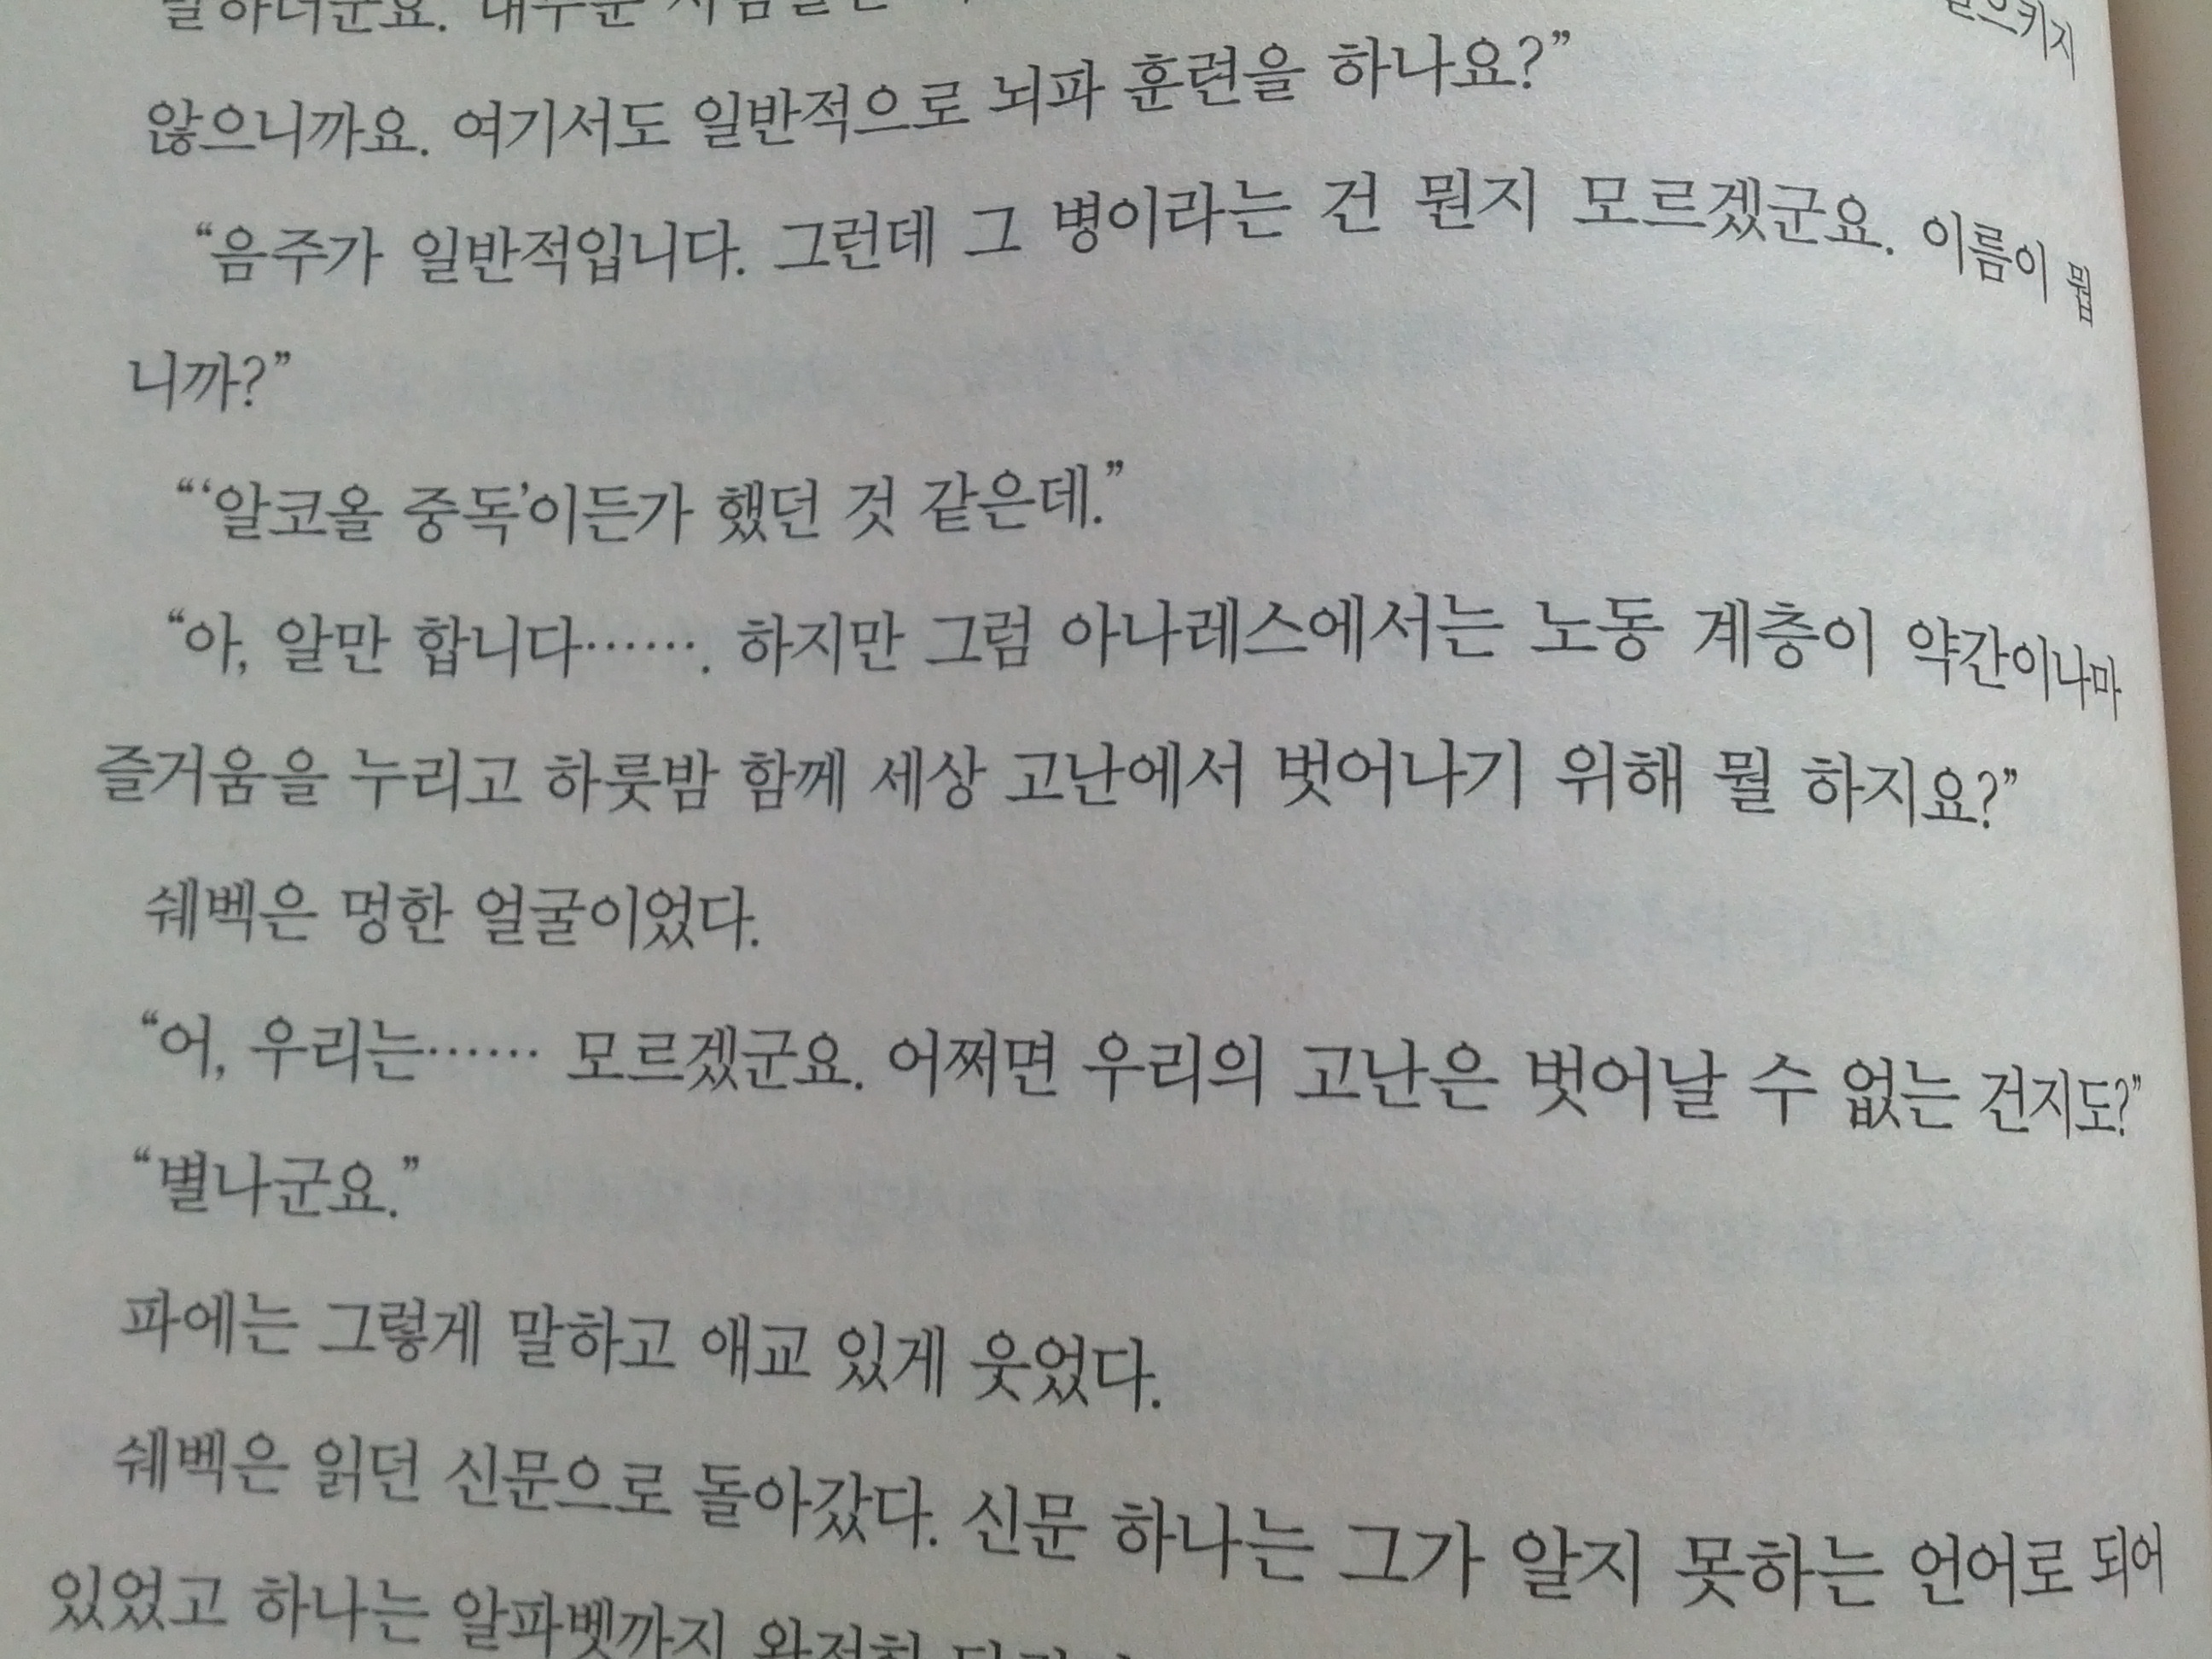 않으니까요. 여기서도 일반적으로 뇌파 훈련을 하나요?”
“음주가 일반적입니다. 그런데 그 병이라는 건 뭔지 모르겠군요. 이름이 뭡
니까?”
“‘알코올 중독’이든가 했던 것 같은데.”
“아, 알만 합니다……. 하지만 그럼 아나레스에서는 노동 계층이 약간이나마
즐거움을 누리고 하룻밤 함께 세상 고난에서 벗어나기 위해 뭘 하지요?”
쉐벡은 멍한 얼굴이었다.
“어, 우리는…… 모르겠군요. 어쩌면 우리의 고난은 벗어날 수 없는 건지도?”
“별나군요.”
파에는 그렇게 말하고 애교 있게 웃었다.
쉐벡은 읽던 신문으로 돌아갔다. 신문 하나는 그가 알지 못하는 언어로 되어
있었고 하나는 알파벳까지